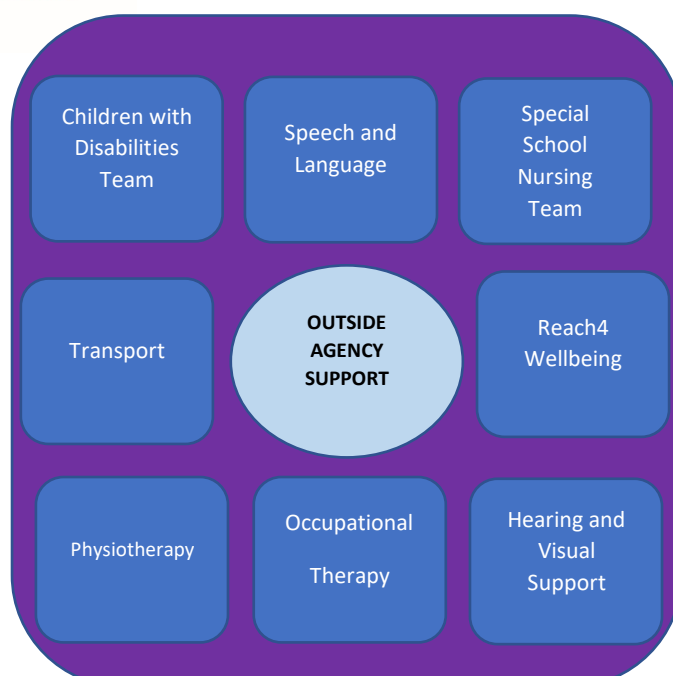 Children with
Disabilities
Team
Speech and
Language
Special
School
Nursing
Team
Transport
OUTSIDE
AGENCY
SUPPORT
Reach4
Wellbeing
Physiotherapy
Occupational
Therapy
Hearing and
Visual
Support